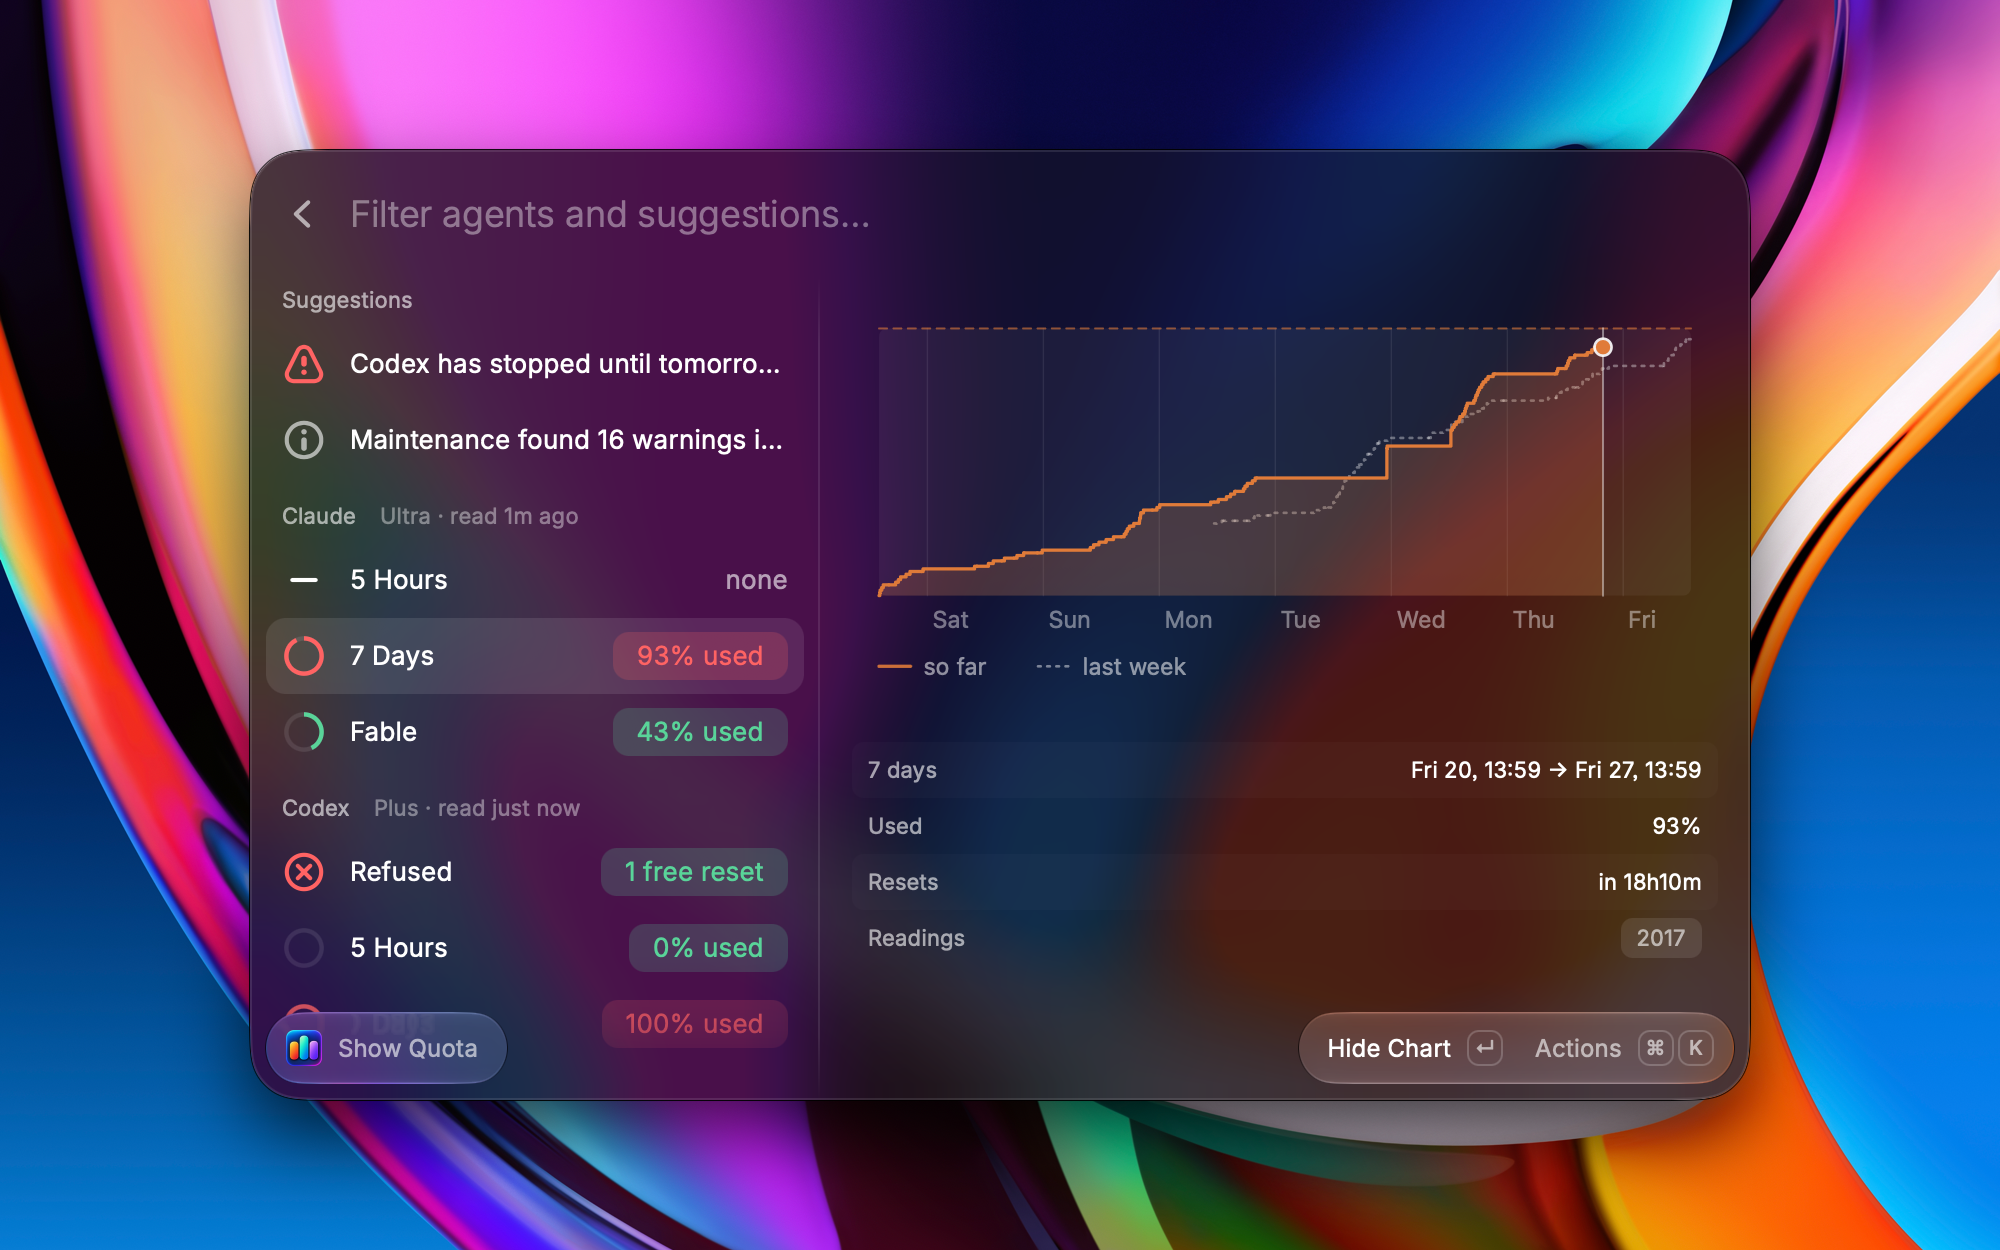 Filter agents and suggestions...
Suggestions
Codex has stopped until tomorro...
Maintenance found 16 warnings i...
Claude Ultra · read 1m ago
5 Hours none
7 Days 93% used
Fable 43% used
Codex Plus · read just now
Refused 1 free reset
5 Hours 0% used
7 Days 100% used
Show Quota
Sat Sun Mon Tue Wed Thu Fri
so far last week
7 days Fri 20, 13:59 → Fri 27, 13:59
Used 93%
Resets in 18h10m
Readings 2017
Hide Chart ↵ Actions ⌘ K